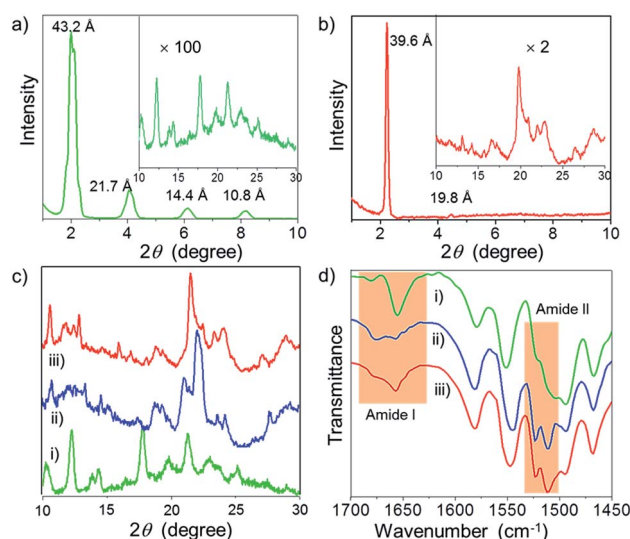 a)
43.2 Å
× 100
21.7 Å
14.4 Å
10.8 Å
10 15 20 25 30
Intensity
2 4 6 8 10
2θ (degree)
b)
39.6 Å
× 2
10 15 20 25 30
19.8 Å
Intensity
2 4 6 8 10
2θ (degree)
c)
iii)
ii)
i)
Intensity
10 15 20 25 30
2θ (degree)
d)
i)
Amide II
ii)
iii)
Amide I
Transmittance
1700 1650 1600 1550 1500 1450
Wavenumber (cm⁻¹)